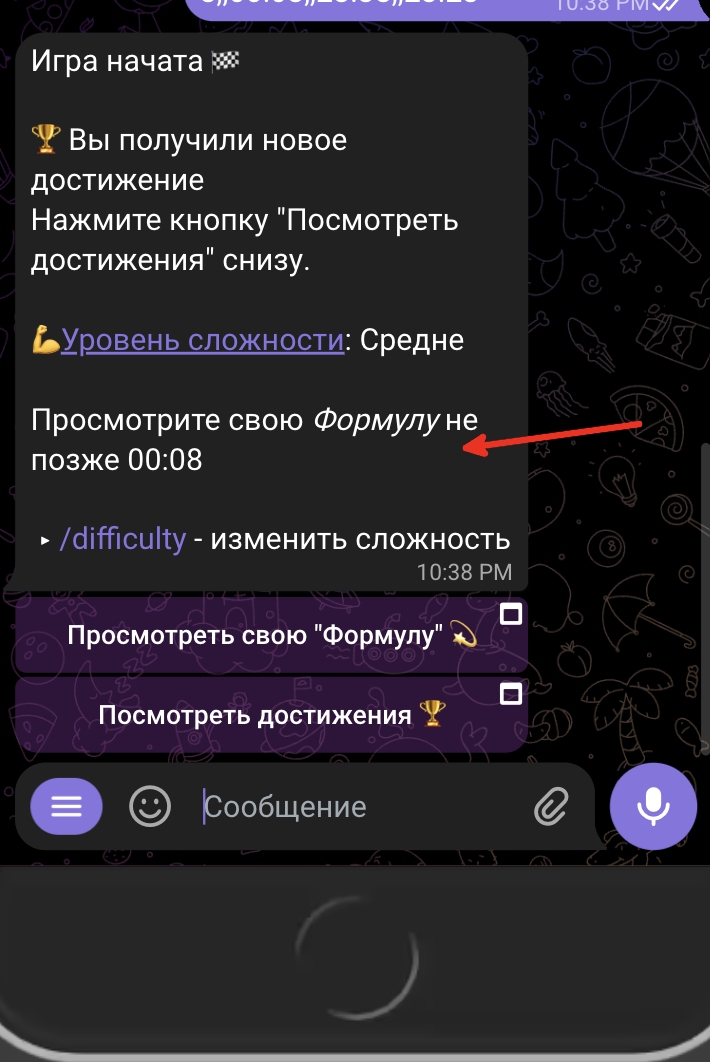 10:38 PM
Игра начата 🏁
🏆 Вы получили новое
достижение
Нажмите кнопку "Посмотреть
достижения" снизу.
💪Уровень сложности: Средне
Просмотрите свою Формулу не
позже 00:08
▸ /difficulty - изменить сложность
10:38 PM
Просмотреть свою "Формулу" 💫
Посмотреть достижения 🏆
Сообщение